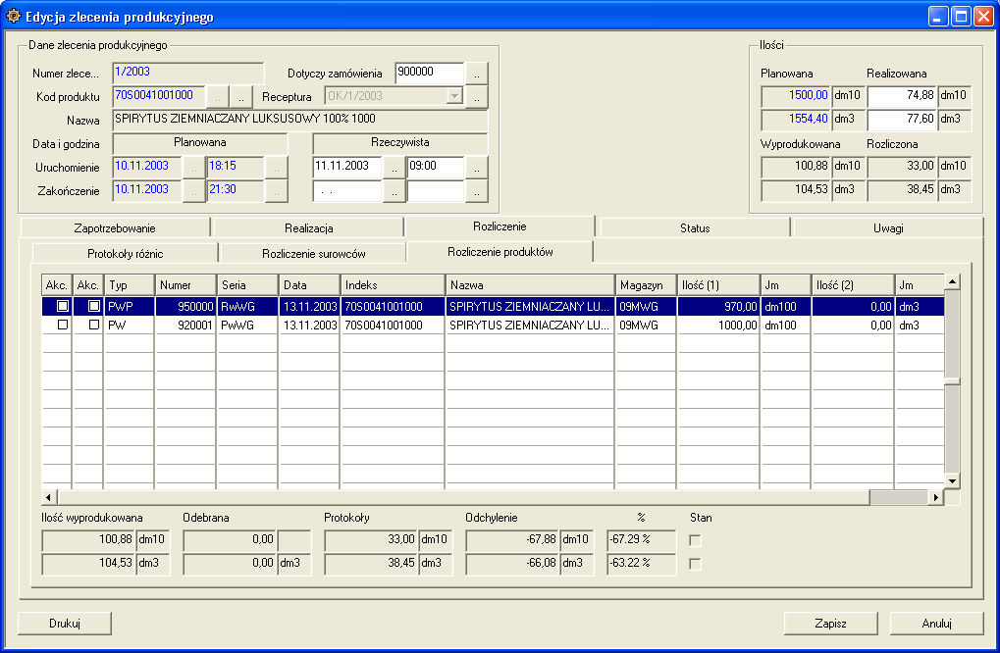 Edycja zlecenia produkcyjnego
Dane zlecenia produkcyjnego
Numer zlece... 1/2003 Dotyczy zamówienia 900000 ..
Kod produktu 70S0041001000 .. .. Receptura OK/1/2003 ..
Nazwa SPIRYTUS ZIEMNIACZANY LUKSUSOWY 100% 1000
Data i godzina Planowana Rzeczywista
Uruchomienie 10.11.2003 .. 18:15 .. 11.11.2003 .. 09:00 ..
Zakończenie 10.11.2003 .. 21:30 .. . . .. ..
Ilości
Planowana Realizowana
1500,00 dm10 74,88 dm10
1554,40 dm3 77,60 dm3
Wyprodukowana Rozliczona
100,88 dm10 33,00 dm10
104,53 dm3 38,45 dm3
Zapotrzebowanie Realizacja Rozliczenie Status Uwagi
Protokoły różnic Rozliczenie surowców Rozliczenie produktów
Akc. Akc. Typ Numer Seria Data Indeks Nazwa Magazyn Ilość (1) Jm Ilość (2) Jm
PWP 950000 RwWG 13.11.2003 70S0041001000 SPIRYTUS ZIEMNIACZANY LU... 09MWG 970,00 dm100 0,00 dm3
PW 920001 PwWG 13.11.2003 70S0041001000 SPIRYTUS ZIEMNIACZANY LU... 09MWG 1000,00 dm100 0,00 dm3
Ilość wyprodukowana Odebrana Protokoły Odchylenie % Stan
100,88 dm10 0,00 33,00 dm10 -67,88 dm10 -67.29 %
104,53 dm3 0,00 dm3 38,45 dm3 -66,08 dm3 -63.22 %
Drukuj Zapisz Anuluj